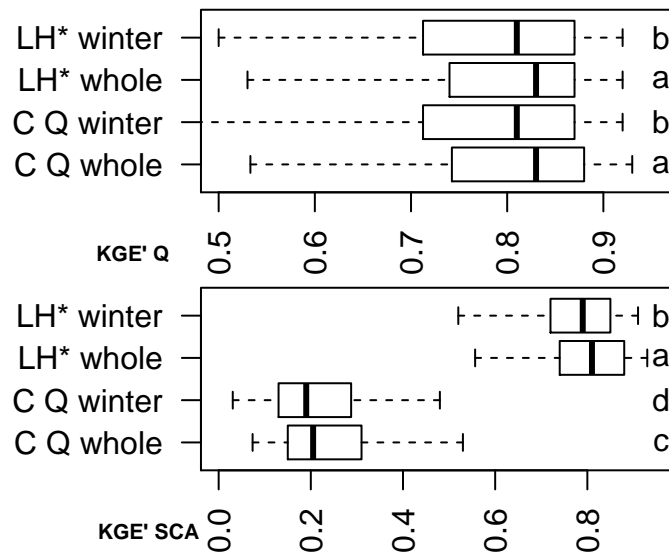 LH* winter b
LH* whole a
C Q winter b
C Q whole a
KGE' Q 0.5 0.6 0.7 0.8 0.9
LH* winter b
LH* whole a
C Q winter d
C Q whole c
KGE' SCA 0.0 0.2 0.4 0.6 0.8